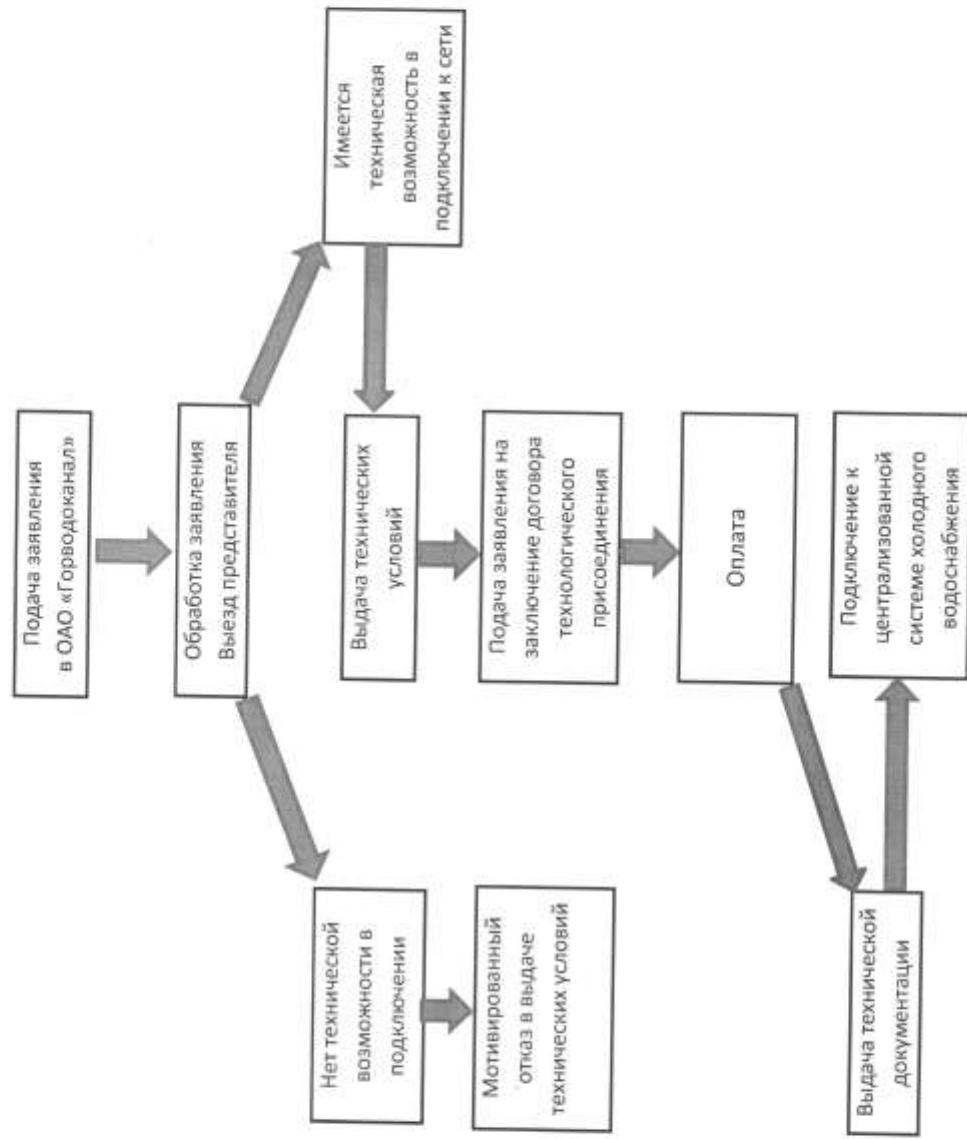 Подача заявления
в ОАО «Горводоканал»
Обработка заявления
Выезд представителя
Нет технической
возможности в
подключении
Мотивированный
отказ в выдаче
технических условий
Имеется
техническая
возможность в
подключении к сети
Выдача технических
условий
Подача заявления на
заключение договора
технологического
присоединения
Оплата
Выдача технической
документации
Подключение к
централизованной
системе холодного
водоснабжения